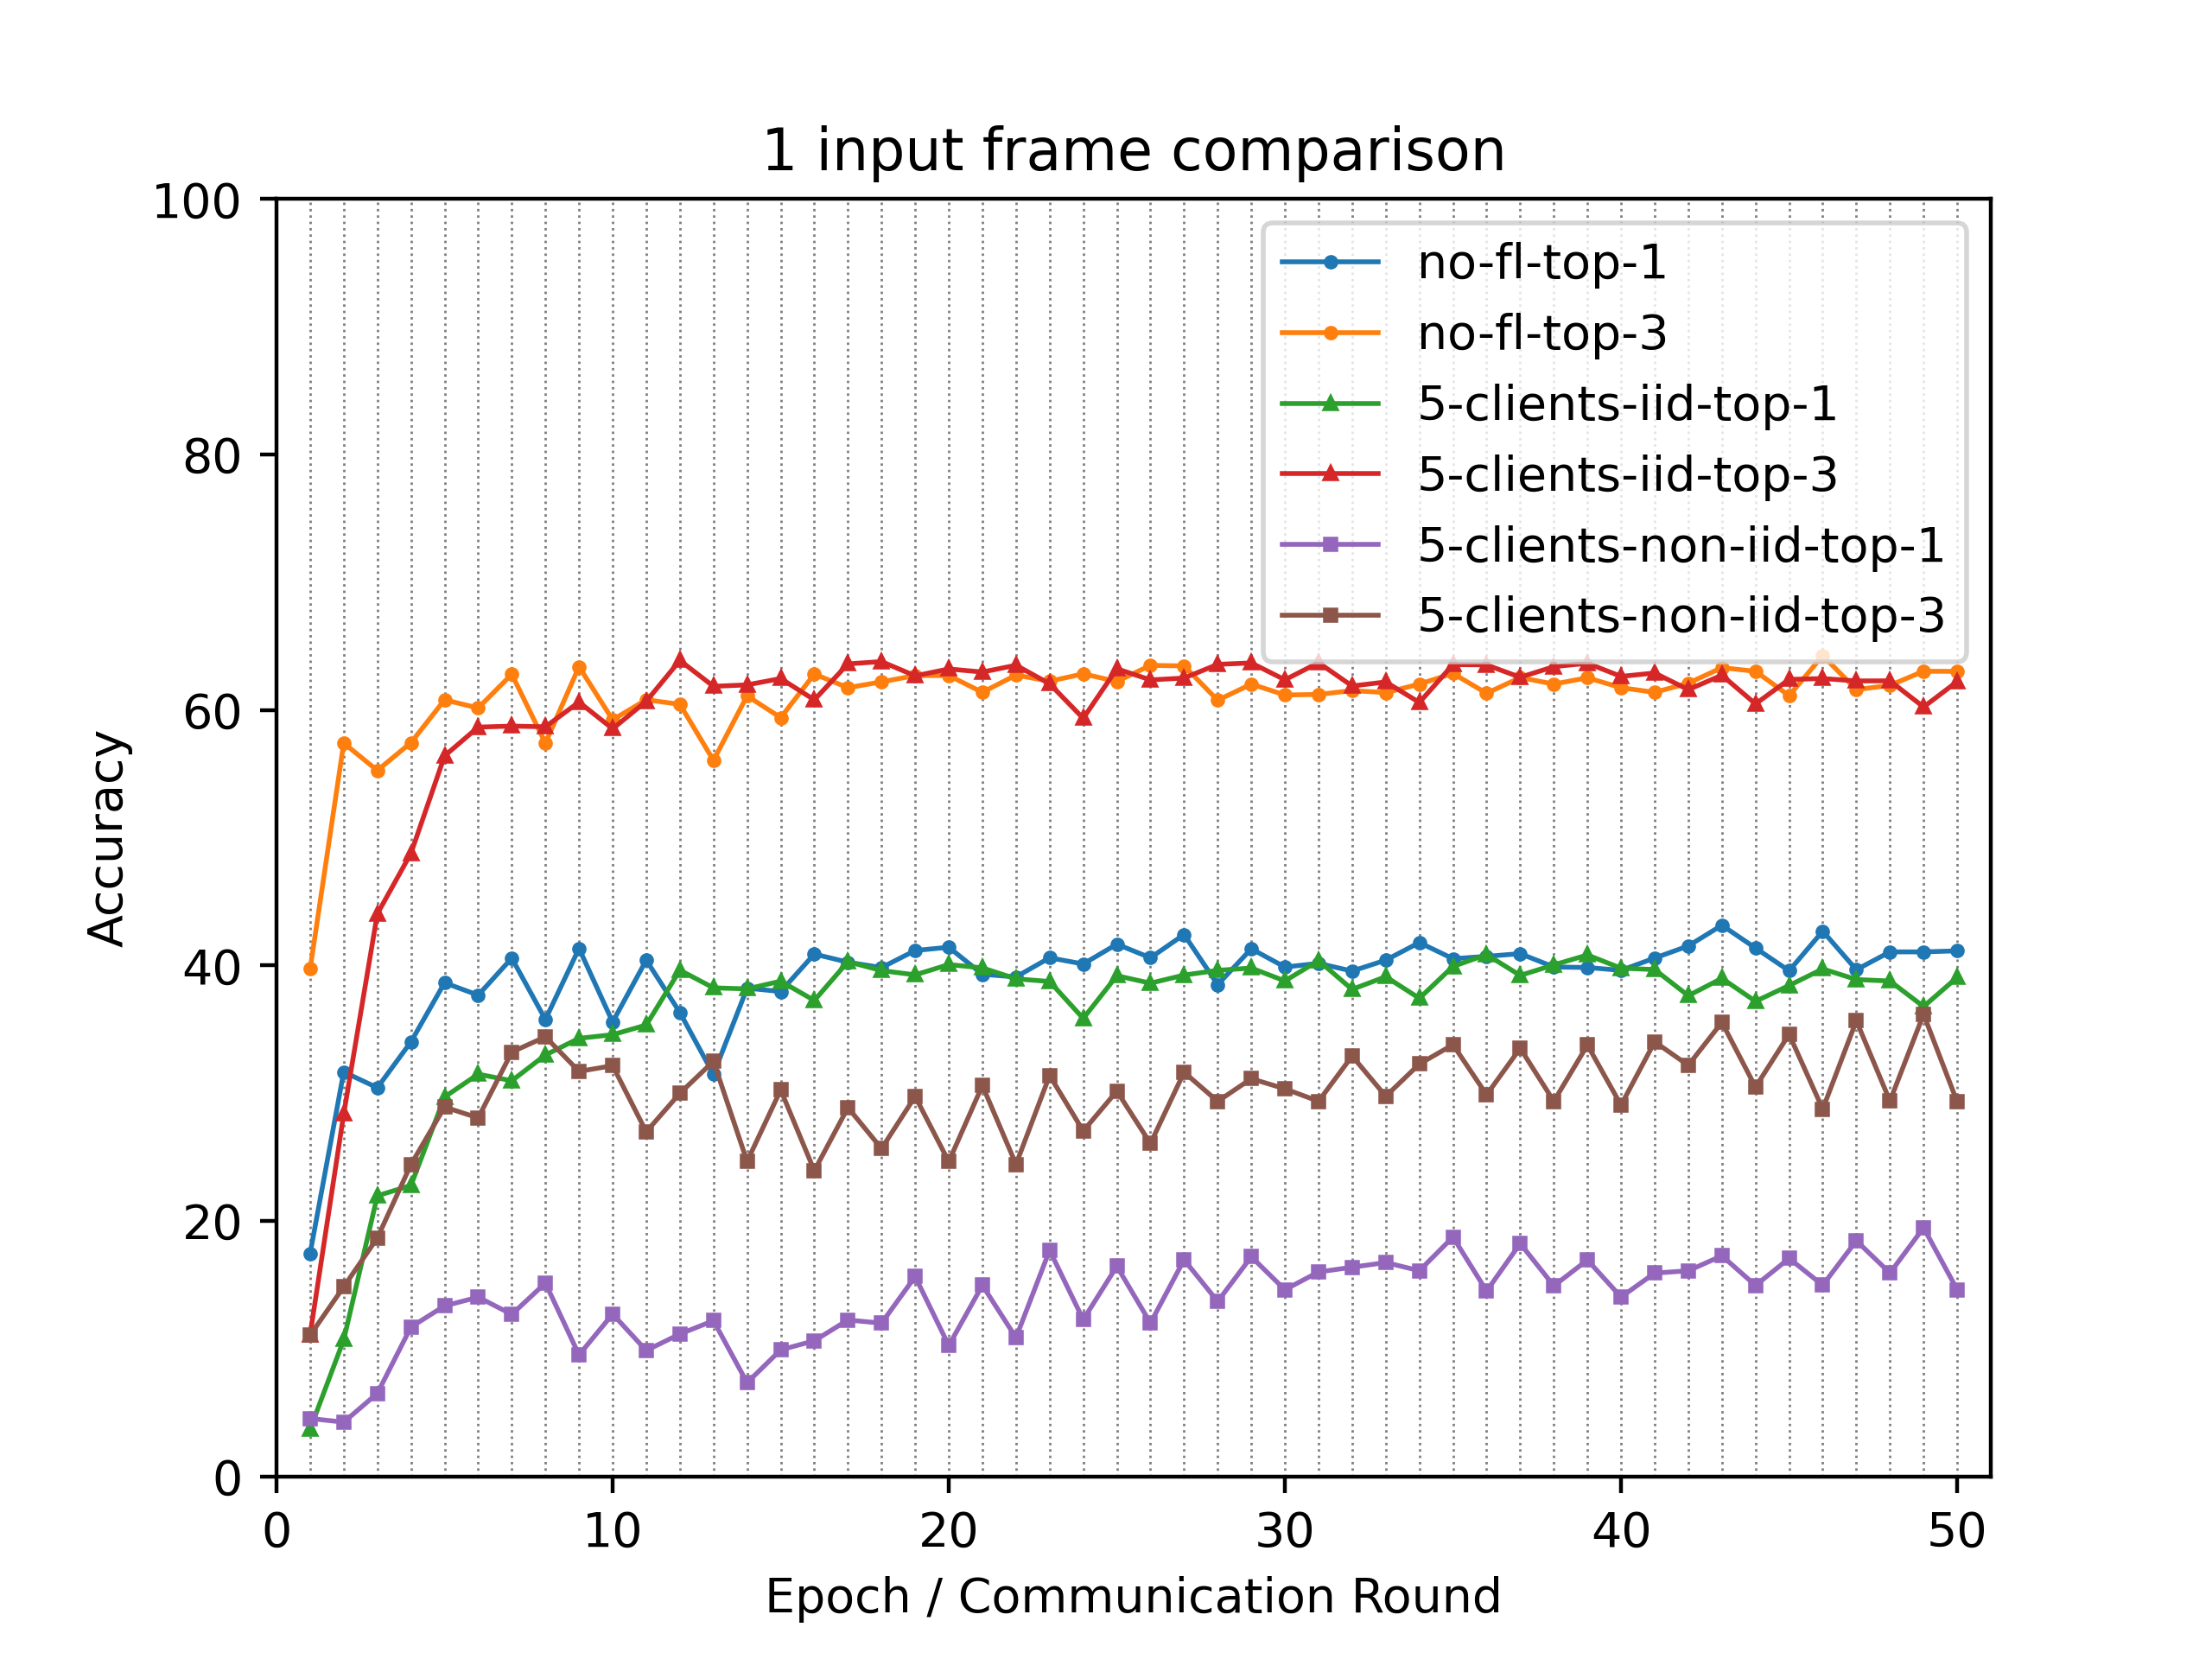 1 input frame comparison
100
80
60
40
20
0
Accuracy
no-fl-top-1
no-fl-top-3
5-clients-iid-top-1
5-clients-iid-top-3
5-clients-non-iid-top-1
5-clients-non-iid-top-3
0 10 20 30 40 50
Epoch / Communication Round